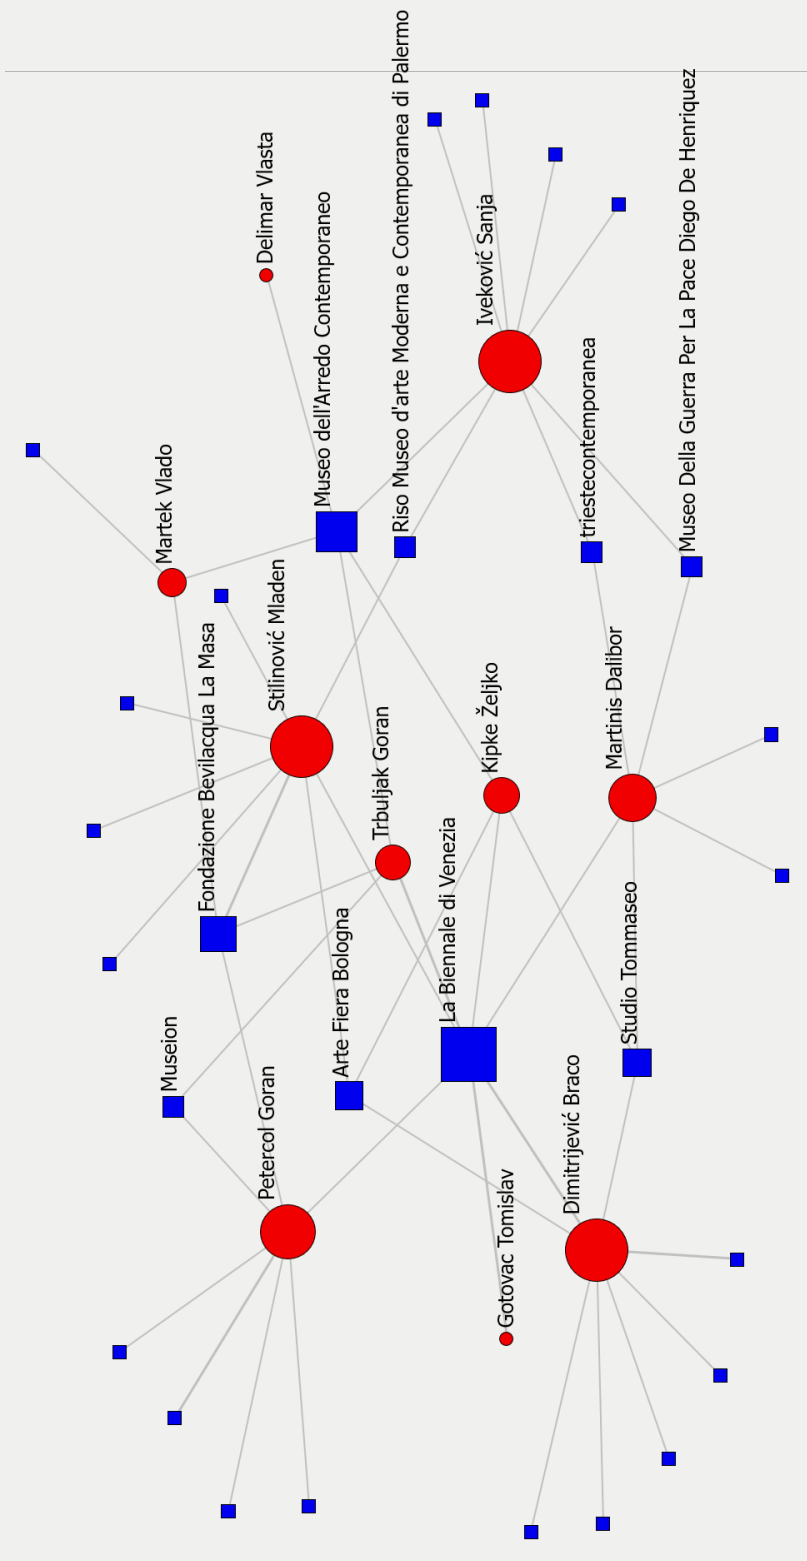 Delimar Vlasta
Museo dell'Arredo Contemporaneo
Riso Museo d'arte Moderna e Contemporanea di Palermo
Iveković Sanja
triestecontemporanea
Museo Della Guerra Per La Pace Diego De Henriquez
Martek Vlado
Fondazione Bevilacqua La Masa
Stilinović Mladen
Trbuljak Goran
Kipke Željko
Martinis Dalibor
La Biennale di Venezia
Studio Tommaseo
Museion
Arte Fiera Bologna
Petercol Goran
Gotovac Tomislav
Dimitrijević Braco